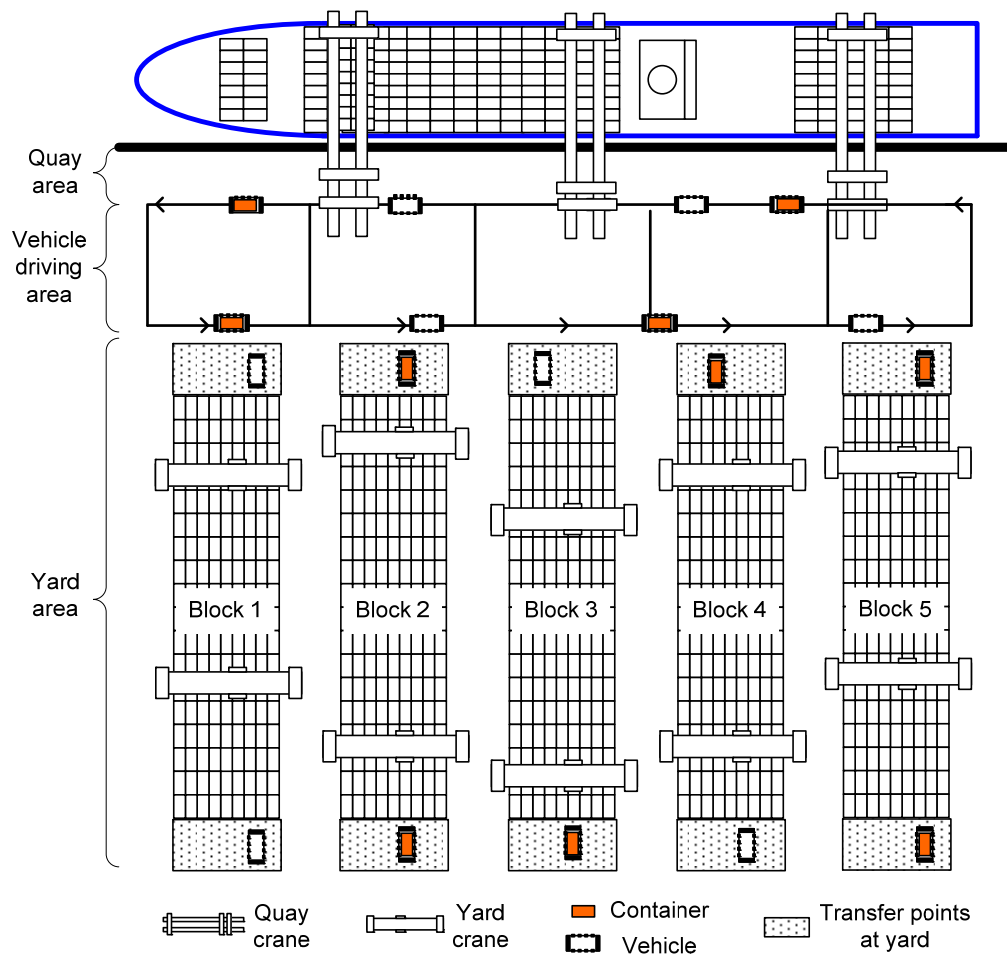 Quay
area
Vehicle
driving
area
Yard
area
Block 1
Block 2
Block 3
Block 4
Block 5
Quay
crane
Yard
crane
Container
Vehicle
Transfer points
at yard